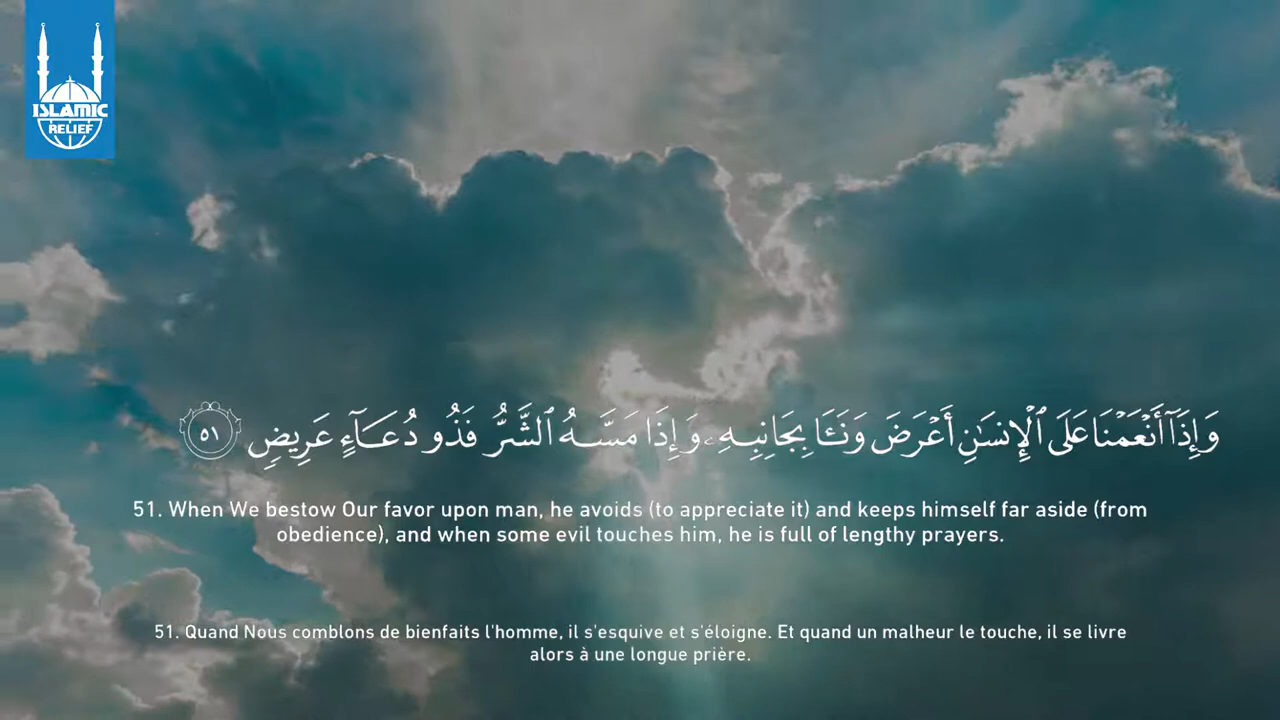 ISLAMIC
RELIEF
وَإِذَآ أَنْعَمْنَا عَلَى ٱلْإِنسَٰنِ أَعْرَضَ وَنَـَٔا بِجَانِبِهِۦ وَإِذَا مَسَّهُ ٱلشَّرُّ فَذُو دُعَآءٍ عَرِيضٍ ٥١
51. When We bestow Our favor upon man, he avoids (to appreciate it) and keeps himself far aside (from
obedience), and when some evil touches him, he is full of lengthy prayers.
51. Quand Nous comblons de bienfaits l'homme, il s'esquive et s'éloigne. Et quand un malheur le touche, il se livre
alors à une longue prière.